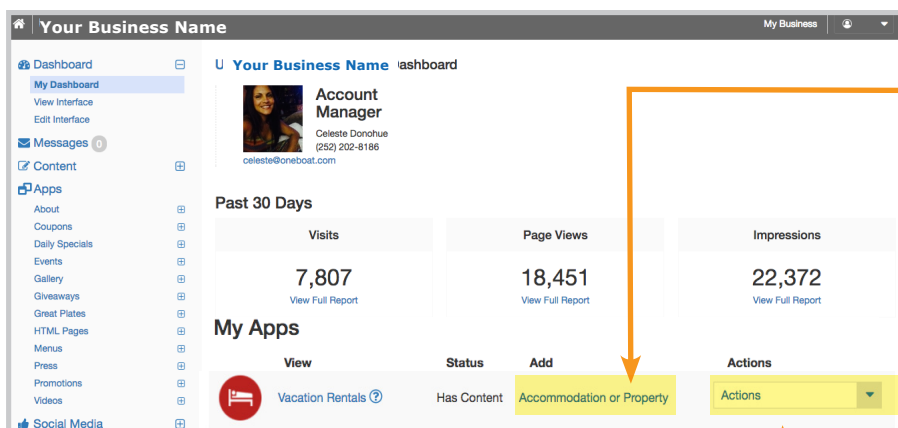 Your Business Name
My Business
Dashboard
My Dashboard
View Interface
Edit Interface
Messages 0
Content
Apps
About
Coupons
Daily Specials
Events
Gallery
Giveaways
Great Plates
HTML Pages
Menus
Press
Promotions
Videos
Social Media
U Your Business Name ashboard
Account
Manager
Celeste Donohue
(252) 202-8186
celeste@oneboat.com
Past 30 Days
Visits Page Views Impressions
7,807 18,451 22,372
View Full Report View Full Report View Full Report
My Apps
View Status Add Actions
Vacation Rentals ? Has Content Accommodation or Property Actions